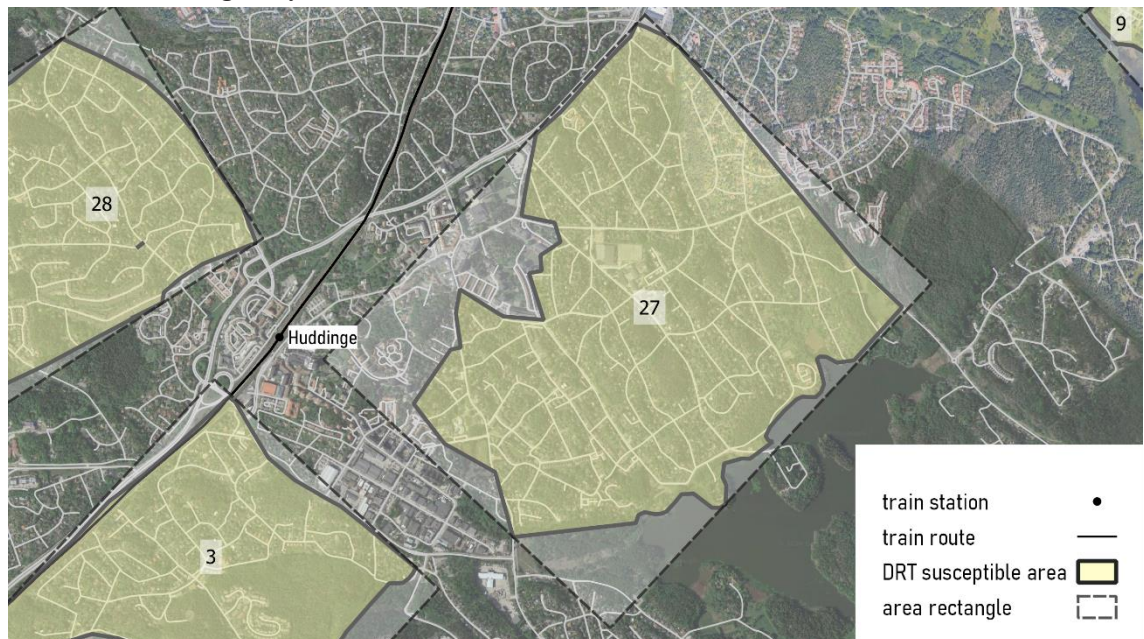 9
28
27
Huddinge
3
train station
train route
DRT susceptible area
area rectangle